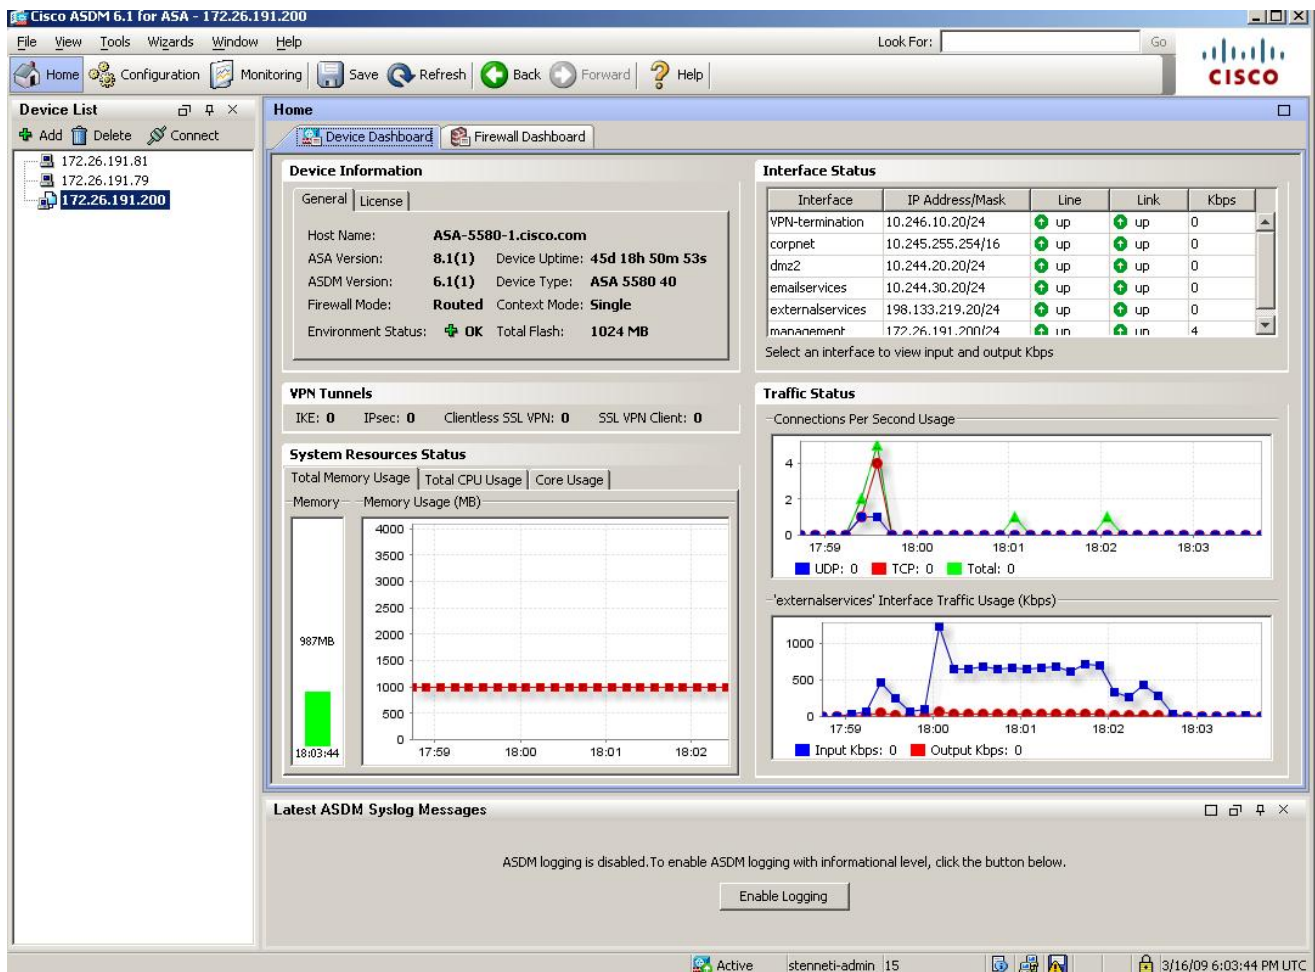 Cisco ASDM 6.1 for ASA - 172.26.191.200
File View Tools Wizards Window Help Look For: Go
Home Configuration Monitoring Save Refresh Back Forward Help
CISCO
Device List
Add Delete Connect
172.26.191.81
172.26.191.79
172.26.191.200
Home
Device Dashboard Firewall Dashboard
Device Information
General License
Host Name: ASA-5580-1.cisco.com
ASA Version: 8.1(1) Device Uptime: 45d 18h 50m 53s
ASDM Version: 6.1(1) Device Type: ASA 5580 40
Firewall Mode: Routed Context Mode: Single
Environment Status: OK Total Flash: 1024 MB
Interface Status
Interface IP Address/Mask Line Link Kbps
VPN-termination 10.246.10.20/24 up up 0
corpnet 10.245.255.254/16 up up 0
dmz2 10.244.20.20/24 up up 0
emailservices 10.244.30.20/24 up up 0
externalservices 198.133.219.20/24 up up 0
management 172.26.191.200/24 up up 4
Select an interface to view input and output Kbps
VPN Tunnels
IKE: 0 IPsec: 0 Clientless SSL VPN: 0 SSL VPN Client: 0
System Resources Status
Total Memory Usage Total CPU Usage Core Usage
Memory Memory Usage (MB)
987MB
18:03:44
4000
3500
3000
2500
2000
1500
1000
500
0
17:59 18:00 18:01 18:02
Traffic Status
Connections Per Second Usage
4
2
0
17:59 18:00 18:01 18:02 18:03
UDP: 0 TCP: 0 Total: 0
'externalservices' Interface Traffic Usage (Kbps)
1000
500
0
17:59 18:00 18:01 18:02 18:03
Input Kbps: 0 Output Kbps: 0
Latest ASDM Syslog Messages
ASDM logging is disabled.To enable ASDM logging with informational level, click the button below.
Enable Logging
Active stenneti-admin 15 3/16/09 6:03:44 PM UTC